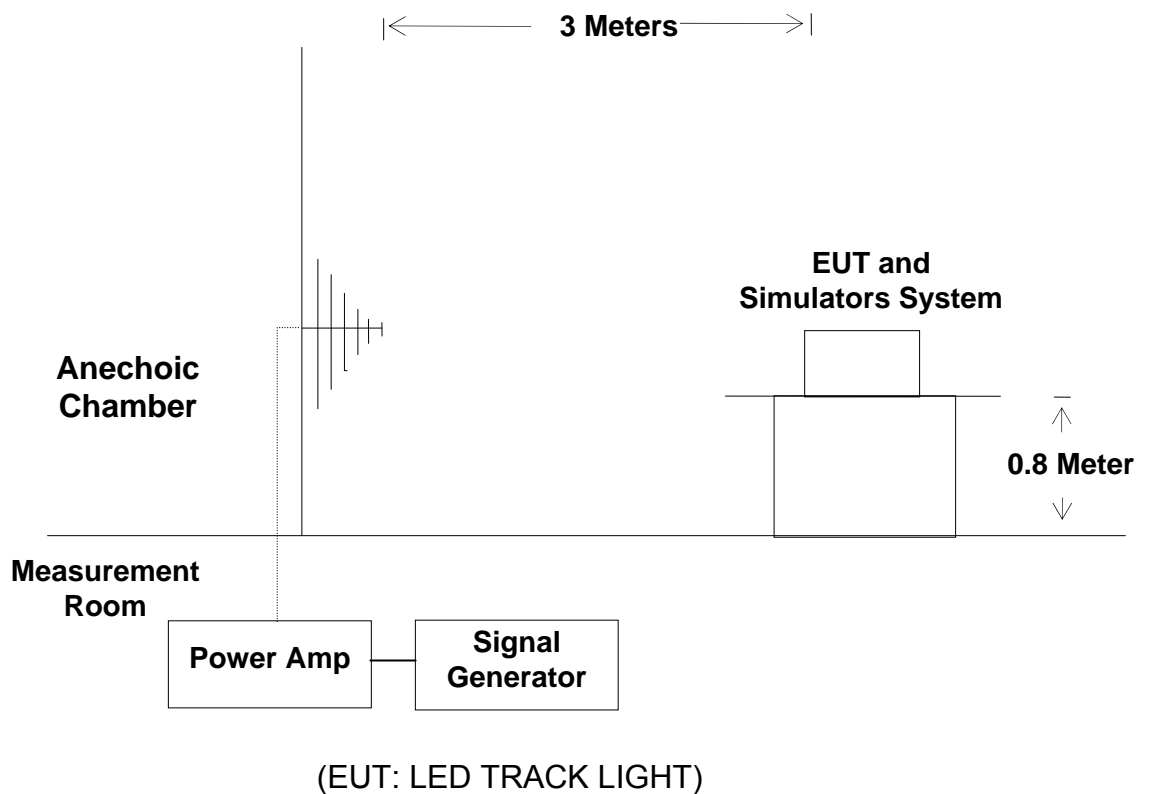 3 Meters
EUT and
Simulators System
Anechoic
Chamber
0.8 Meter
Measurement
Room
Power Amp
Signal
Generator
(EUT: LED TRACK LIGHT)